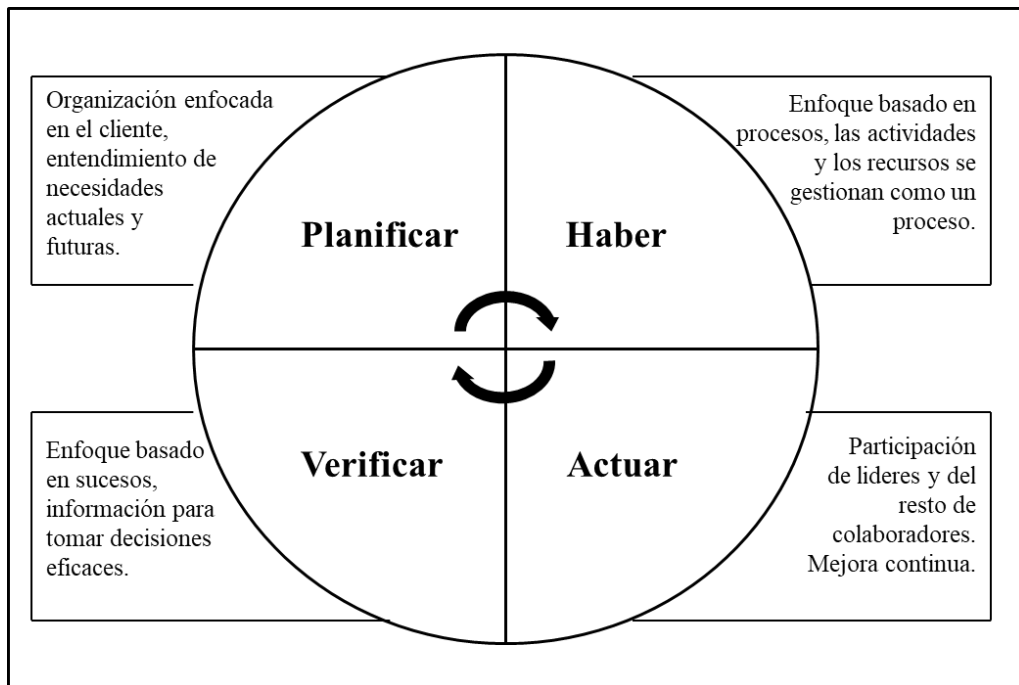 Organización enfocada
en el cliente,
entendimiento de
necesidades
actuales y
futuras.
Planificar
Haber
Enfoque basado en
procesos, las actividades
y los recursos se
gestionan como un
proceso.
Enfoque basado
en sucesos,
información para
tomar decisiones
eficaces.
Verificar
Actuar
Participación
de lideres y del
resto de
colaboradores.
Mejora continua.